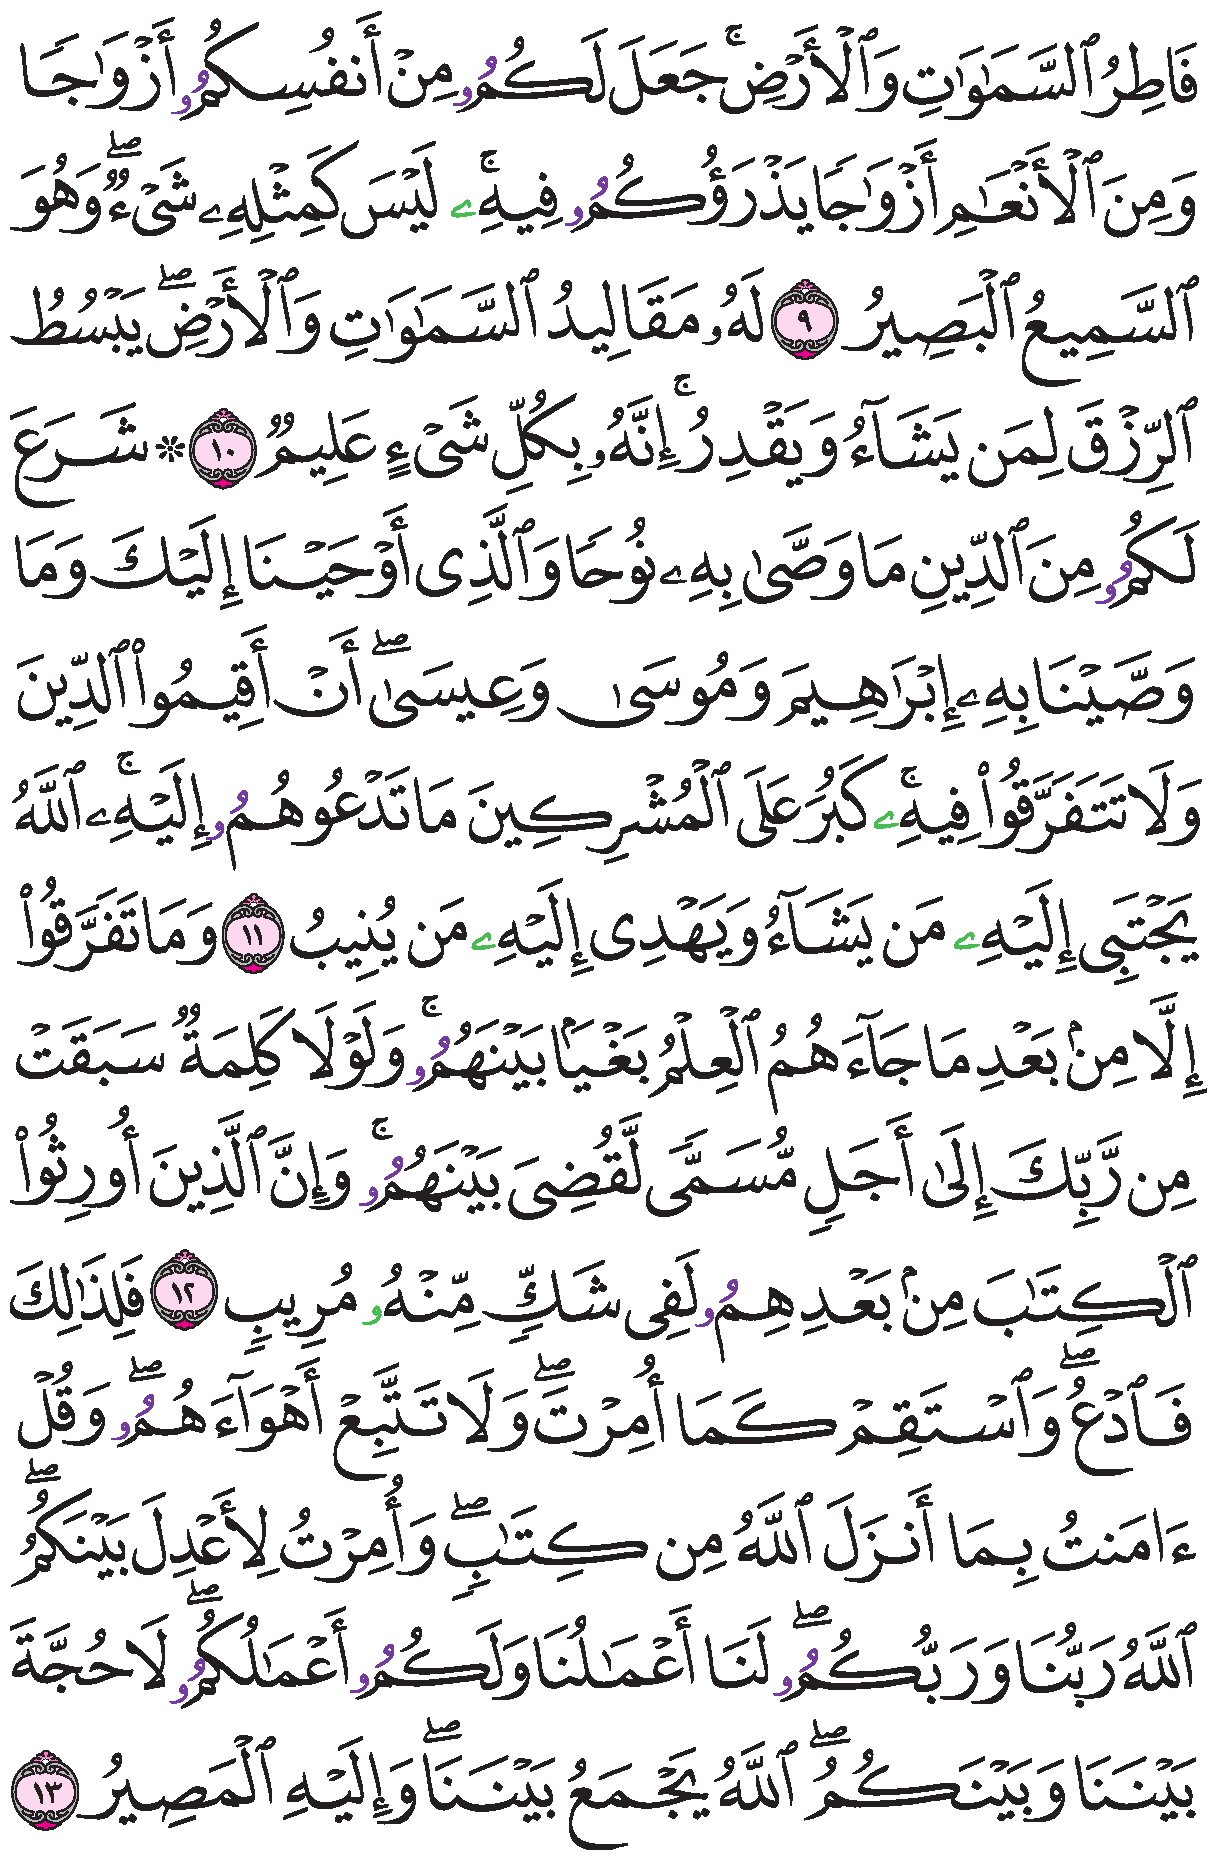 فَاطِرُ ٱلسَّمَٰوَٰتِ وَٱلْأَرْضِۚ جَعَلَ لَكُمُۥ مِنْ أَنفُسِكُمُۥ أَزْوَٰجٗا
وَمِنَ ٱلْأَنْعَٰمِ أَزْوَٰجٗا يَذْرَؤُكُمُۥ فِيهِۦۚ لَيْسَ كَمِثْلِهِۦ شَےْءٞۖ وَهُوَ
ٱلسَّمِيعُ ٱلْبَصِيرُ ٩ لَهُۥ مَقَالِيدُ ٱلسَّمَٰوَٰتِ وَٱلْأَرْضِۖ يَبْسُطُ
ٱلرِّزْقَ لِمَن يَشَآءُ وَيَقْدِرُۚ إِنَّهُۥ بِكُلِّ شَىْءٍ عَلِيمٞ ١٠ ۞ شَرَعَ
لَكُمُۥ مِنَ ٱلدِّينِ مَا وَصَّىٰ بِهِۦ نُوحٗا وَٱلَّذِى أَوْحَيْنَا إِلَيْكَ وَمَا
وَصَّيْنَا بِهِۦ إِبْرَٰهِيمَ وَمُوسَىٰ وَعِيسَىٰۖ أَنْ أَقِيمُوا۟ ٱلدِّينَ
وَلَا تَتَفَرَّقُوا۟ فِيهِۦۚ كَبُرَ عَلَى ٱلْمُشْرِكِينَ مَا تَدْعُوهُمُۥ إِلَيْهِۦۚ ٱللَّهُ
يَجْتَبِى إِلَيْهِۦ مَن يَشَآءُ وَيَهْدِى إِلَيْهِۦ مَن يُنِيبُ ١١ وَمَا تَفَرَّقُوا۟
إِلَّا مِنۢ بَعْدِ مَا جَآءَهُمُ ٱلْعِلْمُ بَغْيَۢا بَيْنَهُمُۥۚ وَلَوْلَا كَلِمَةٞ سَبَقَتْ
مِن رَّبِّكَ إِلَىٰ أَجَلٖ مُّسَمّٗى لَّقُضِىَ بَيْنَهُمُۥۚ وَإِنَّ ٱلَّذِينَ أُورِثُوا۟
ٱلْكِتَٰبَ مِنۢ بَعْدِهِمُۥ لَفِى شَكّٖ مِّنْهُۥ مُرِيبٖ ١٢ فَلِذَٰلِكَ
فَٱدْعُۖ وَٱسْتَقِمْ كَمَا أُمِرْتَۖ وَلَا تَتَّبِعْ أَهْوَآءَهُمُۥۖ وَقُلْ
ءَامَنتُ بِمَا أَنزَلَ ٱللَّهُ مِن كِتَٰبٖۖ وَأُمِرْتُ لِأَعْدِلَ بَيْنَكُمُۖ
ٱللَّهُ رَبُّنَا وَرَبُّكُمُۥۖ لَنَا أَعْمَٰلُنَا وَلَكُمُۥ أَعْمَٰلُكُمُۥۖ لَا حُجَّةَ
بَيْنَنَا وَبَيْنَكُمُۖ ٱللَّهُ يَجْمَعُ بَيْنَنَاۖ وَإِلَيْهِ ٱلْمَصِيرُ ١٣